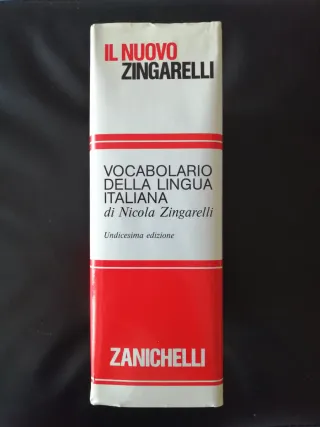 IL NUOVO
ZINGARELLI
VOCABOLARIO
DELLA LINGUA
ITALIANA
di Nicola Zingarelli
Undicesima edizione
ZANICHELLI